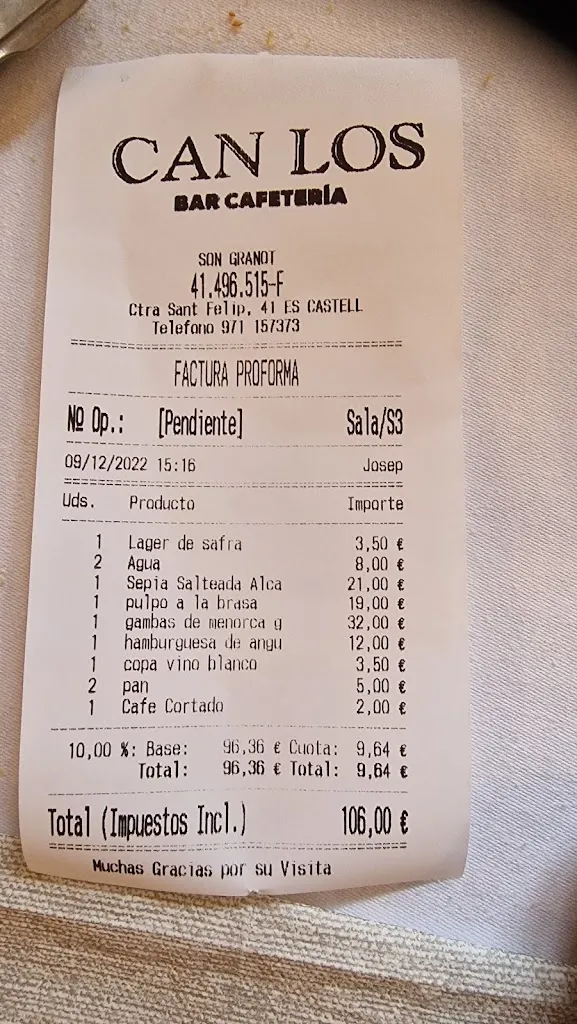 CAN LOS
BAR CAFETERÍA
SON GRANOT
41.496.515-F
Ctra Sant Felip, 41 ES CASTELL
Telefono 971 157373
FACTURA PROFORMA
Nº Op.: [Pendiente] Sala/S3
09/12/2022 15:16 Josep
Uds. Producto Importe
1 Lager de safra 3,50 €
2 Agua 8,00 €
1 Sepia Salteada Alca 21,00 €
1 pulpo a la brasa 19,00 €
1 gambas de menorca g 32,00 €
1 hamburguesa de angu 12,00 €
1 copa vino blanco 3,50 €
2 pan 5,00 €
1 Cafe Cortado 2,00 €
10,00 %: Base: 96,36 € Cuota: 9,64 €
Total: 96,36 € Total: 9,64 €
Total (Impuestos Incl.) 106,00 €
Muchas Gracias por su Visita